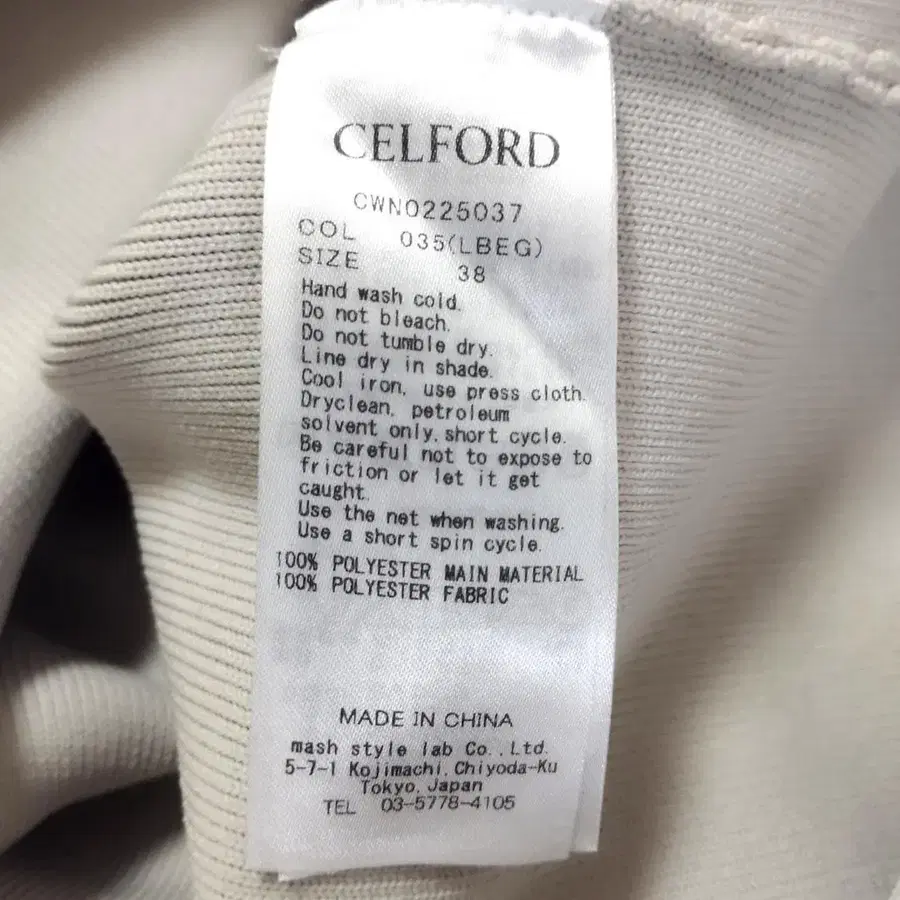 CELFORD
CWNO225037
COL 035(LBEG)
SIZE 38
Hand wash cold.
Do not bleach.
Do not tumble dry.
Line dry in shade.
Cool iron, use press cloth.
Dryclean, petroleum
solvent only, short cycle.
Be careful not to expose to
friction or let it get
caught.
Use the net when washing.
Use a short spin cycle.
100% POLYESTER MAIN MATERIAL
100% POLYESTER FABRIC
MADE IN CHINA
mash style lab Co.,Ltd.
5-7-1 Kojimachi, Chiyoda-Ku
Tokyo, Japan
TEL 03-5778-4105